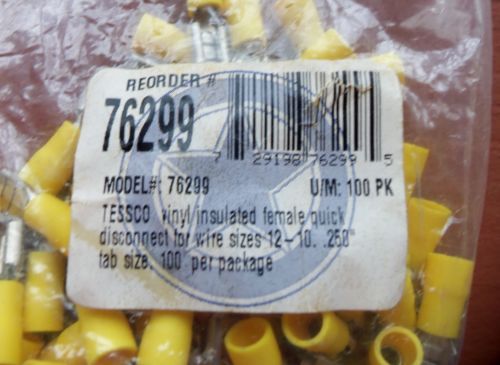 REORDER #
76299
7 29198 76299 5
MODEL#: 76299 U/M: 100 PK
TESSCO vinyl insulated female quick
disconnect for wire sizes 12-10. .250"
tab size. 100 per package